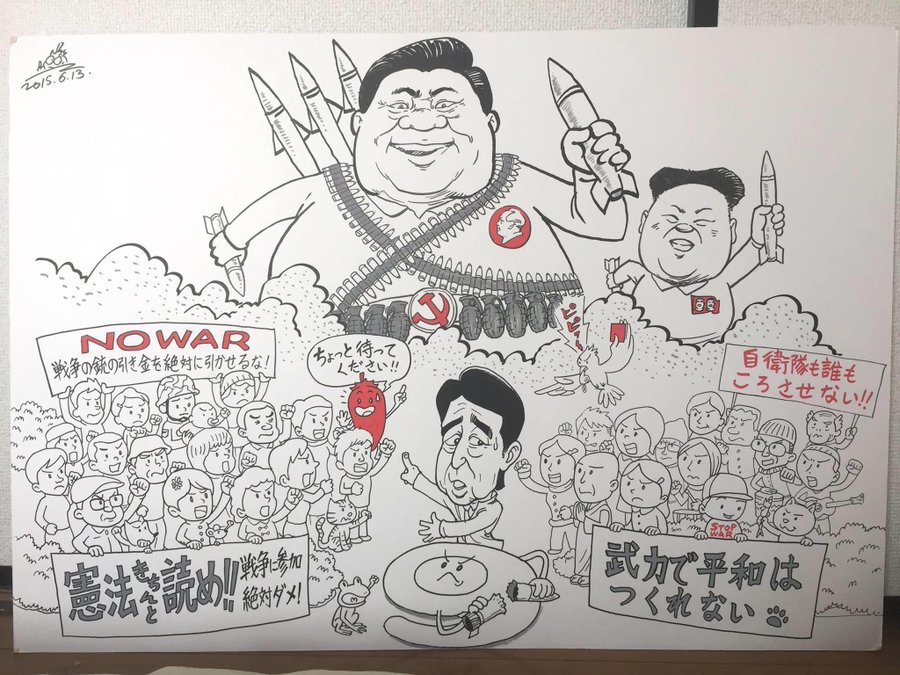 2015.6.13.
NO WAR
戦争の銃の引き金を絶対に引かせるな!
ちょっと待って
ください!!
自衛隊も誰も
ころさせない!!
STOP
WAR
憲法きちんと読め!!
戦争に参加
絶対ダメ!
武力で平和は
つくれない